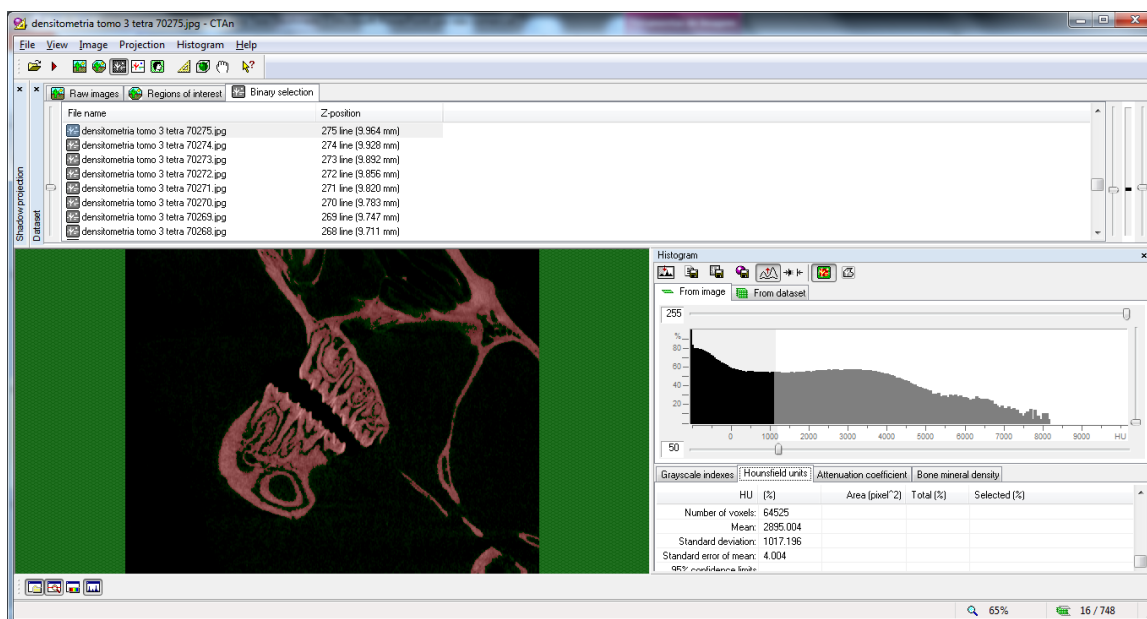 densitometria tomo 3 tetra 70275.jpg - CTAn
File View Image Projection Histogram Help
Raw images Regions of interest Binary selection
File name Z-position
densitometria tomo 3 tetra 70275.jpg 275 line (9.964 mm)
densitometria tomo 3 tetra 70274.jpg 274 line (9.928 mm)
densitometria tomo 3 tetra 70273.jpg 273 line (9.892 mm)
densitometria tomo 3 tetra 70272.jpg 272 line (9.856 mm)
densitometria tomo 3 tetra 70271.jpg 271 line (9.820 mm)
densitometria tomo 3 tetra 70270.jpg 270 line (9.783 mm)
densitometria tomo 3 tetra 70269.jpg 269 line (9.747 mm)
densitometria tomo 3 tetra 70268.jpg 268 line (9.711 mm)
Shadow projection
Dataset
Histogram
From image From dataset
255
%
80
60
40
20
0 1000 2000 3000 4000 5000 6000 7000 8000 9000 HU
50
Grayscale indexes Hounsfield units Attenuation coefficient Bone mineral density
HU (%) Area (pixel^2) Total (%) Selected (%)
Number of voxels: 64525
Mean: 2895.004
Standard deviation: 1017.196
Standard error of mean: 4.004
95% confidence limits
65% 16 / 748